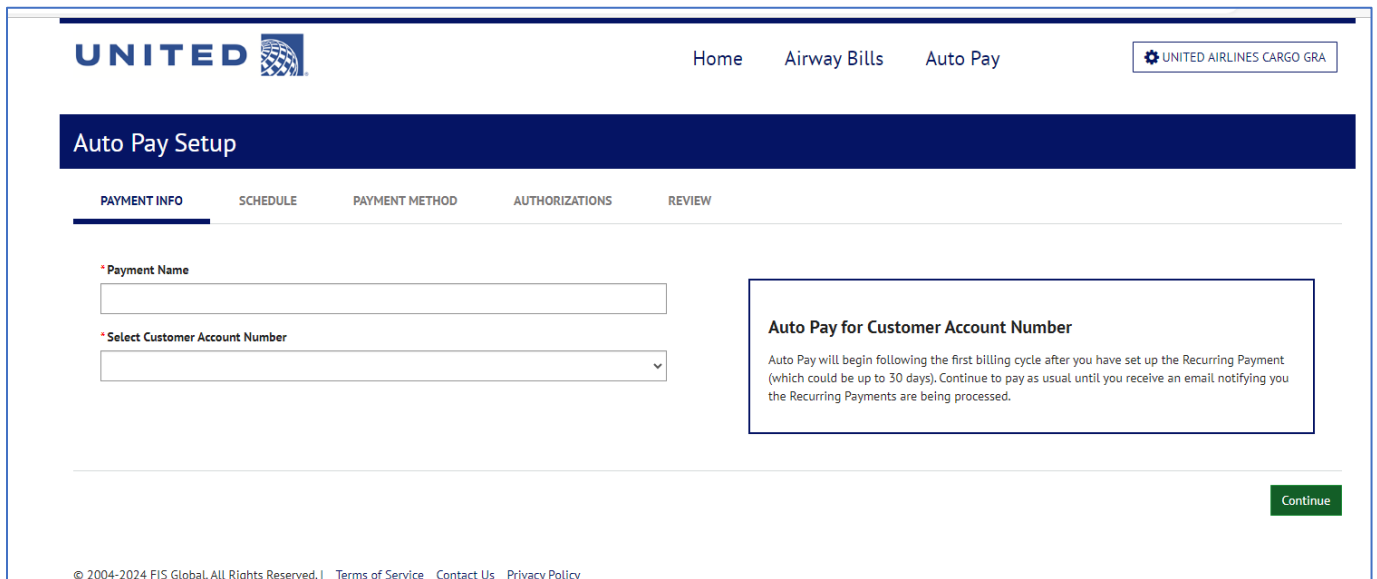 UNITED
Home Airway Bills Auto Pay
UNITED AIRLINES CARGO GRA
Auto Pay Setup
PAYMENT INFO SCHEDULE PAYMENT METHOD AUTHORIZATIONS REVIEW
*Payment Name
*Select Customer Account Number
Auto Pay for Customer Account Number
Auto Pay will begin following the first billing cycle after you have set up the Recurring Payment
(which could be up to 30 days). Continue to pay as usual until you receive an email notifying you
the Recurring Payments are being processed.
Continue
© 2004-2024 FIS Global. All Rights Reserved. | Terms of Service Contact Us Privacy Policy